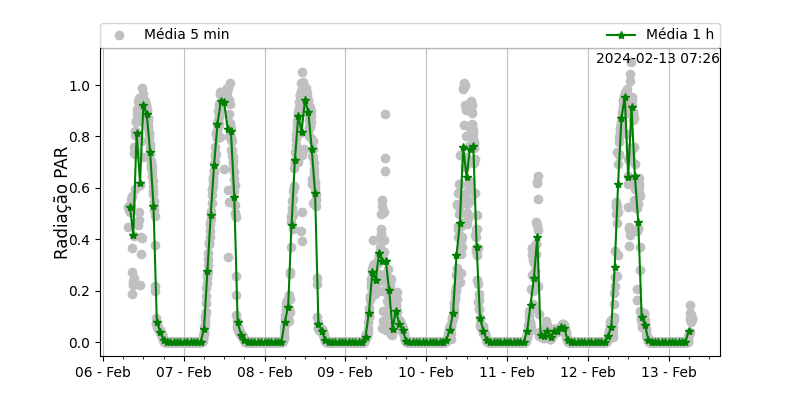 Média 5 min Média 1 h
2024-02-13 07:26
Radiação PAR
1.0
0.8
0.6
0.4
0.2
0.0
06 - Feb 07 - Feb 08 - Feb 09 - Feb 10 - Feb 11 - Feb 12 - Feb 13 - Feb